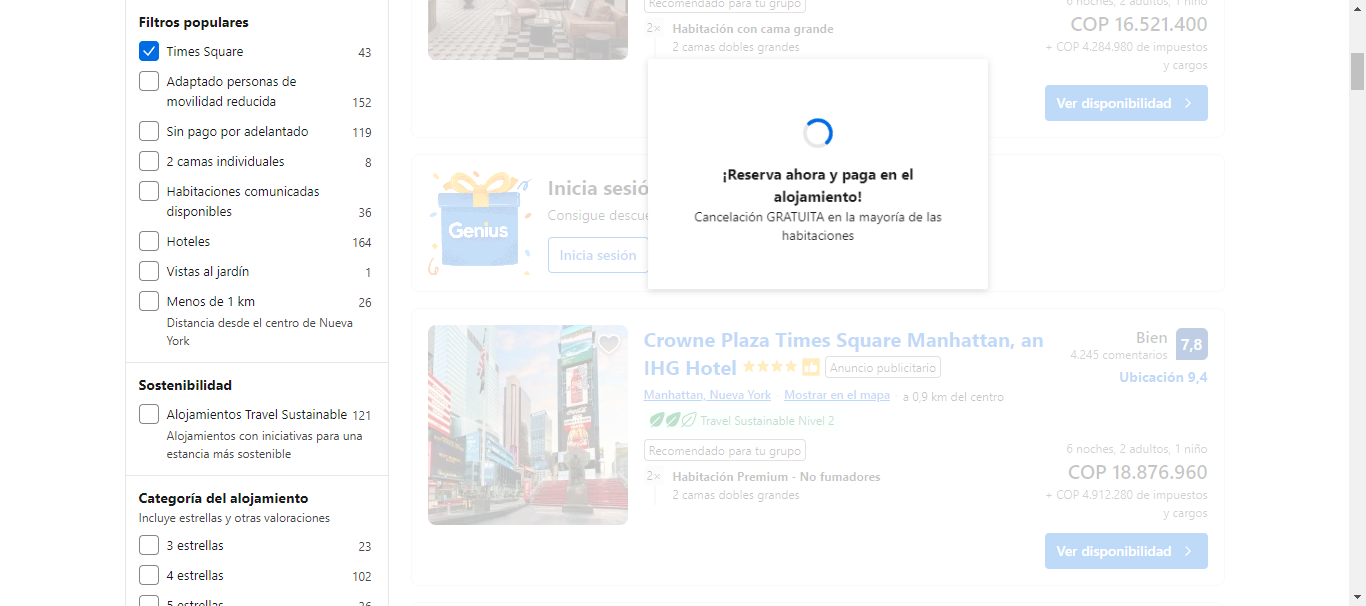 Filtros populares
Times Square 43
Adaptado personas de
movilidad reducida 152
Sin pago por adelantado 119
2 camas individuales 8
Habitaciones comunicadas
disponibles 36
Hoteles 164
Vistas al jardín 1
Menos de 1 km 26
Distancia desde el centro de Nueva
York
Sostenibilidad
Alojamientos Travel Sustainable 121
Alojamientos con iniciativas para una
estancia más sostenible
Categoría del alojamiento
Incluye estrellas y otras valoraciones
3 estrellas 23
4 estrellas 102
5 estrellas 26
Recomendado para tu grupo
2× Habitación con cama grande
2 camas dobles grandes
6 noches, 2 adultos, 1 niño
COP 16.521.400
+ COP 4.284.980 de impuestos
y cargos
Ver disponibilidad
¡Reserva ahora y paga en el
alojamiento!
Cancelación GRATUITA en la mayoría de las
habitaciones
Genius
Inicia sesió
Consigue descue
Inicia sesión
Crowne Plaza Times Square Manhattan, an
IHG Hotel Anuncio publicitario
Manhattan, Nueva York Mostrar en el mapa a 0,9 km del centro
Travel Sustainable Nivel 2
Recomendado para tu grupo
2× Habitación Premium - No fumadores
2 camas dobles grandes
Bien 7,8
4.245 comentarios
Ubicación 9,4
6 noches, 2 adultos, 1 niño
COP 18.876.960
+ COP 4.912.280 de impuestos
y cargos
Ver disponibilidad